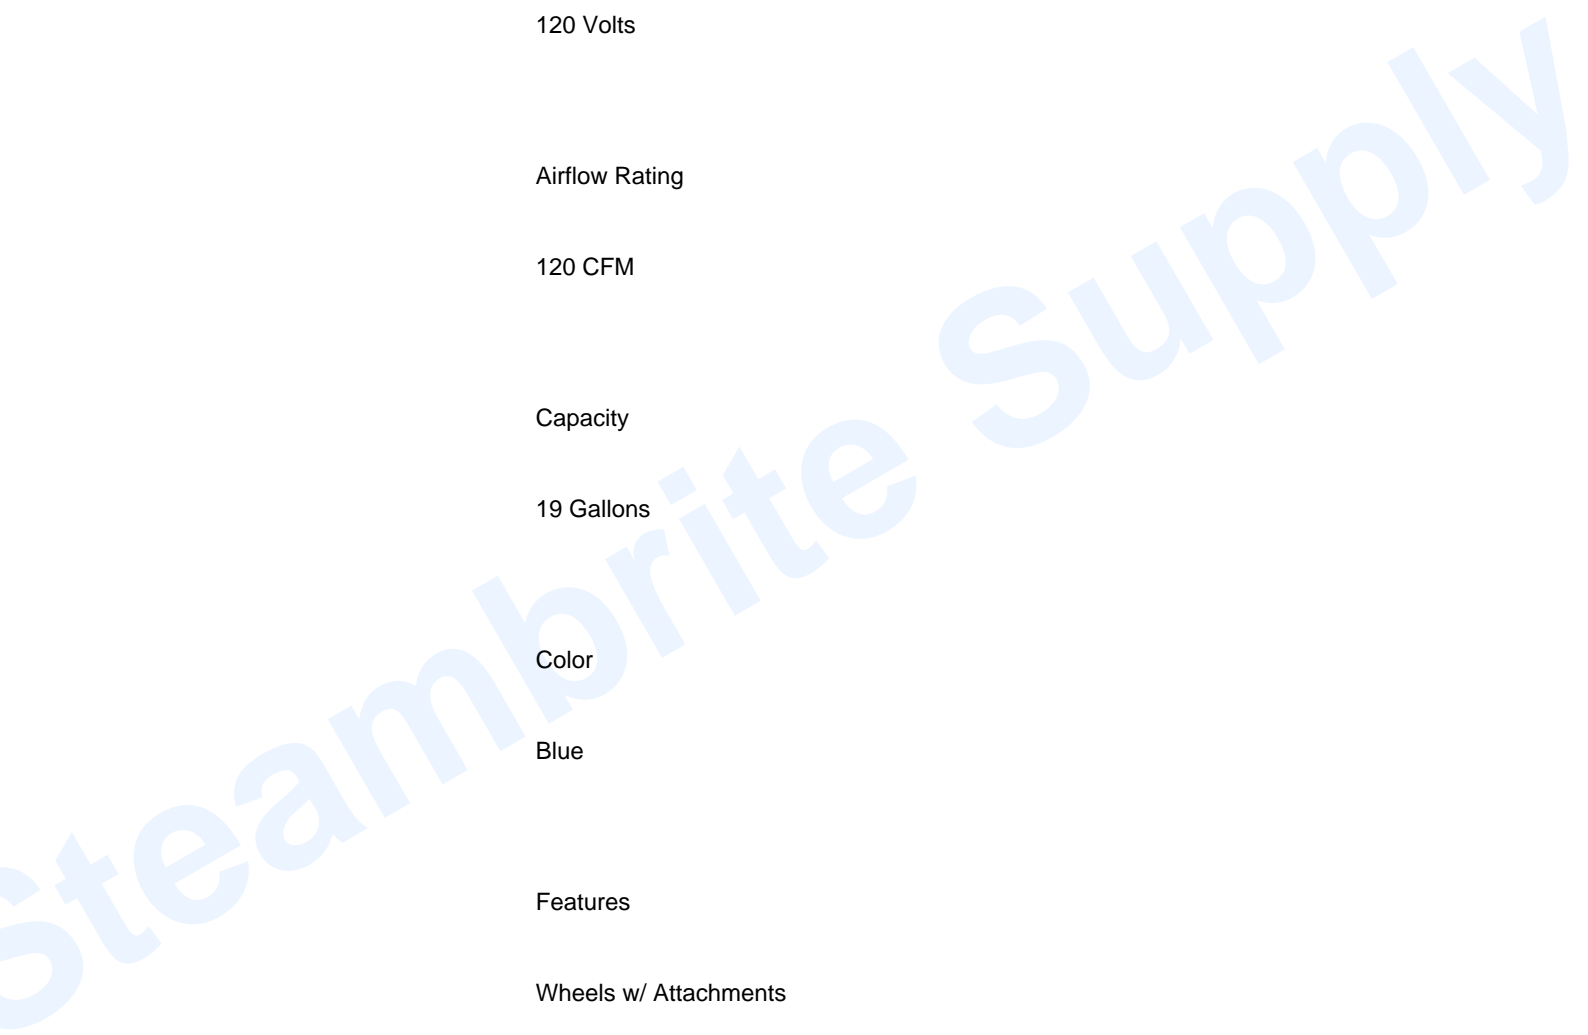 120 Volts
Airflow Rating
120 CFM
Capacity
19 Gallons
Color
Blue
Features
Wheels w/ Attachments
Steambrite Supply